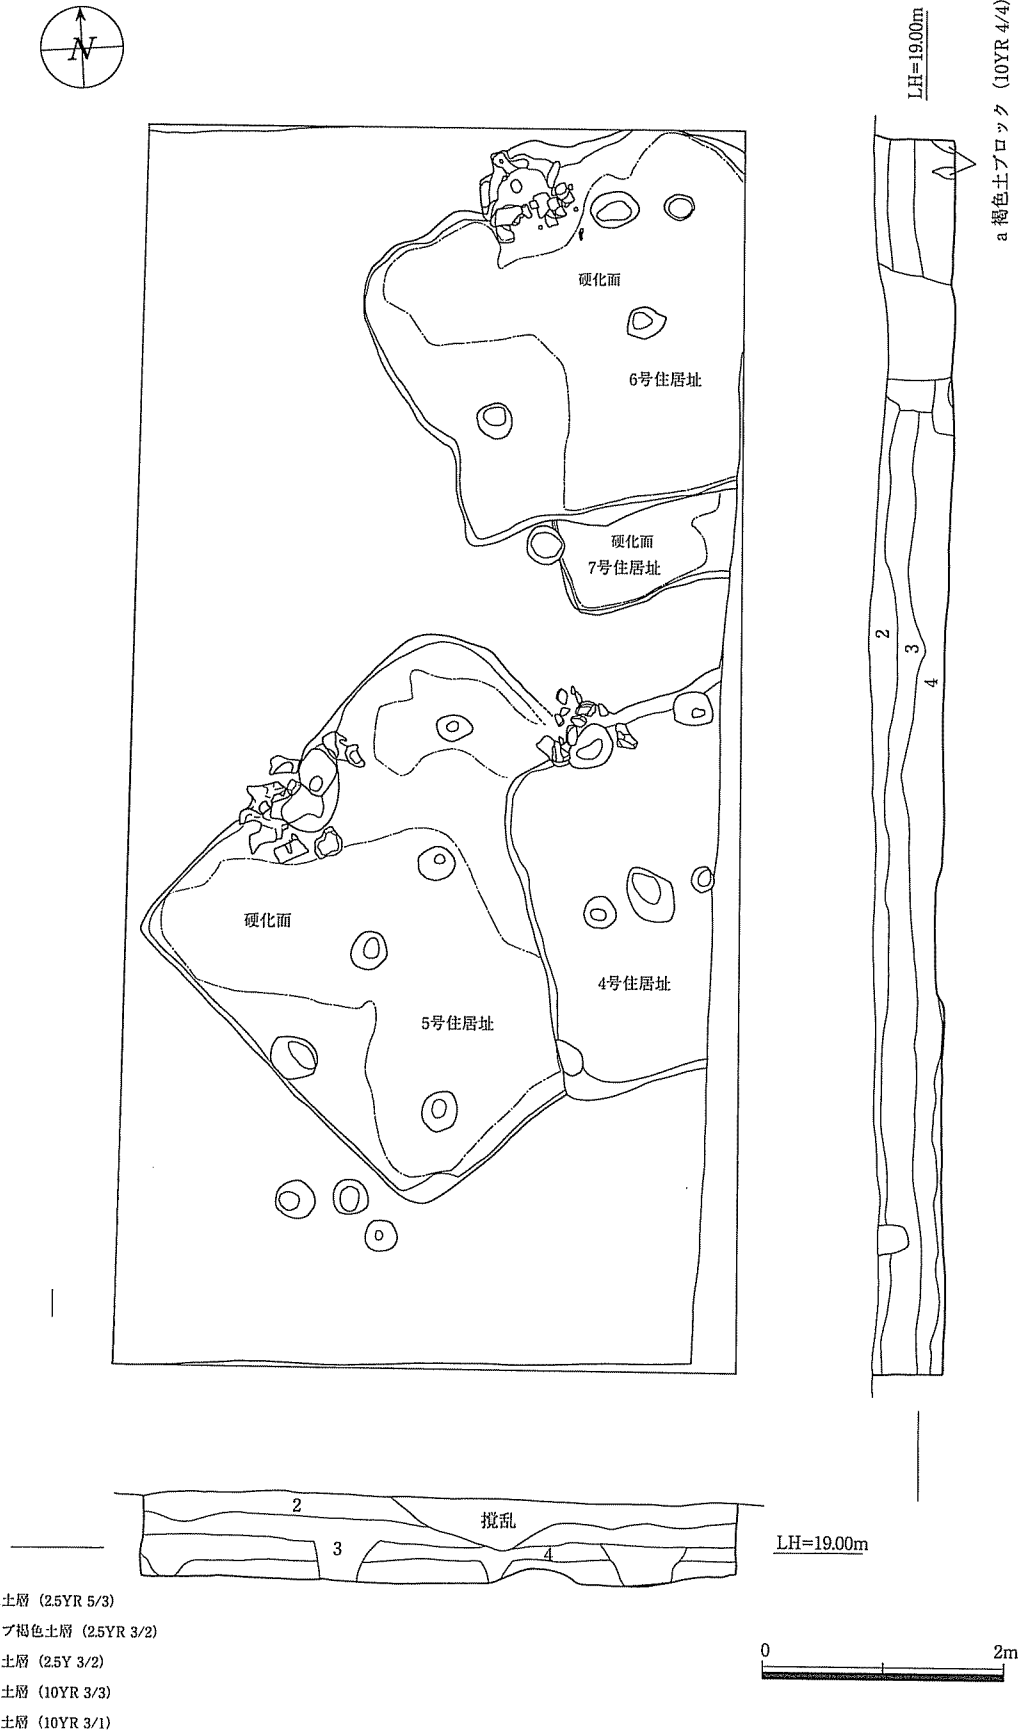 N
LH=19.00m
a 褐色土ブロック (10YR 4/4)
硬化面
6号住居址
硬化面
7号住居址
硬化面
4号住居址
5号住居址
2
3
4
2
撹乱
3
4
LH=19.00m
土層 (2.5YR 5/3)
ブ褐色土層 (2.5YR 3/2)
土層 (2.5Y 3/2)
土層 (10YR 3/3)
土層 (10YR 3/1)
0 2m